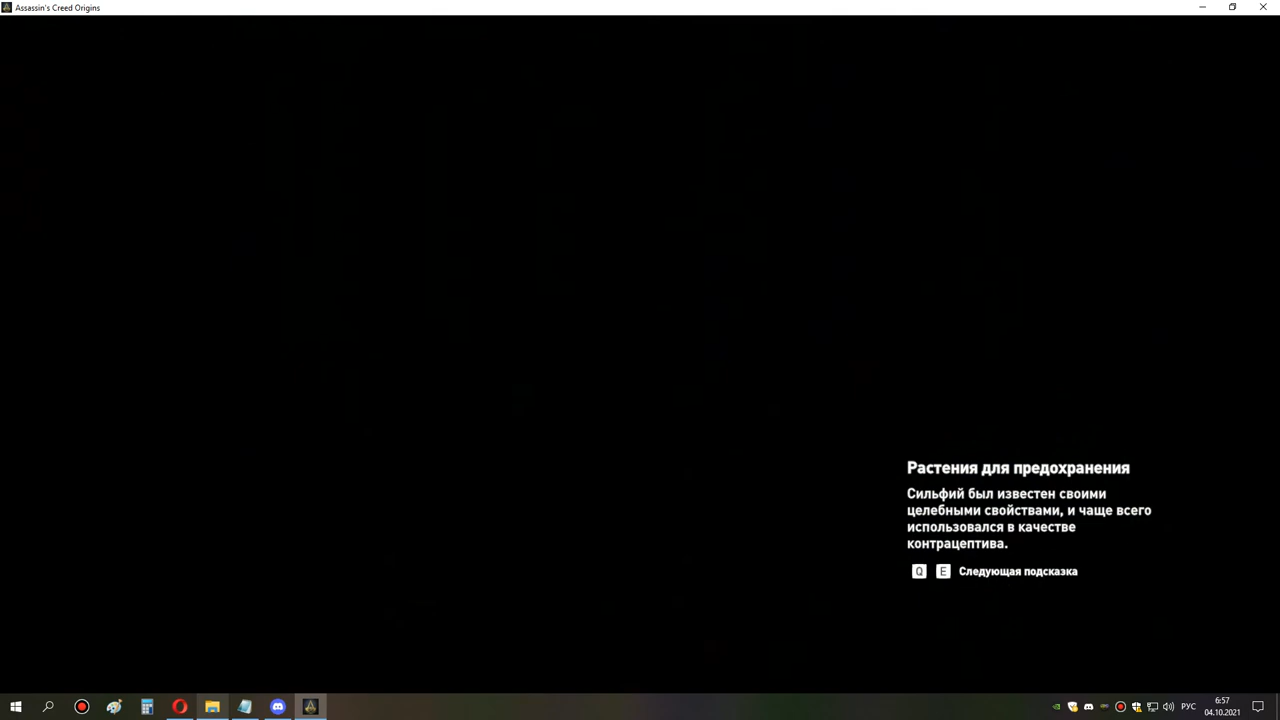 Assassin's Creed Origins
Растения для предохранения
Сильфий был известен своими
целебными свойствами, и чаще всего
использовался в качестве
контрацептива.
Q E Следующая подсказка
РУС
6:57
04.10.2021